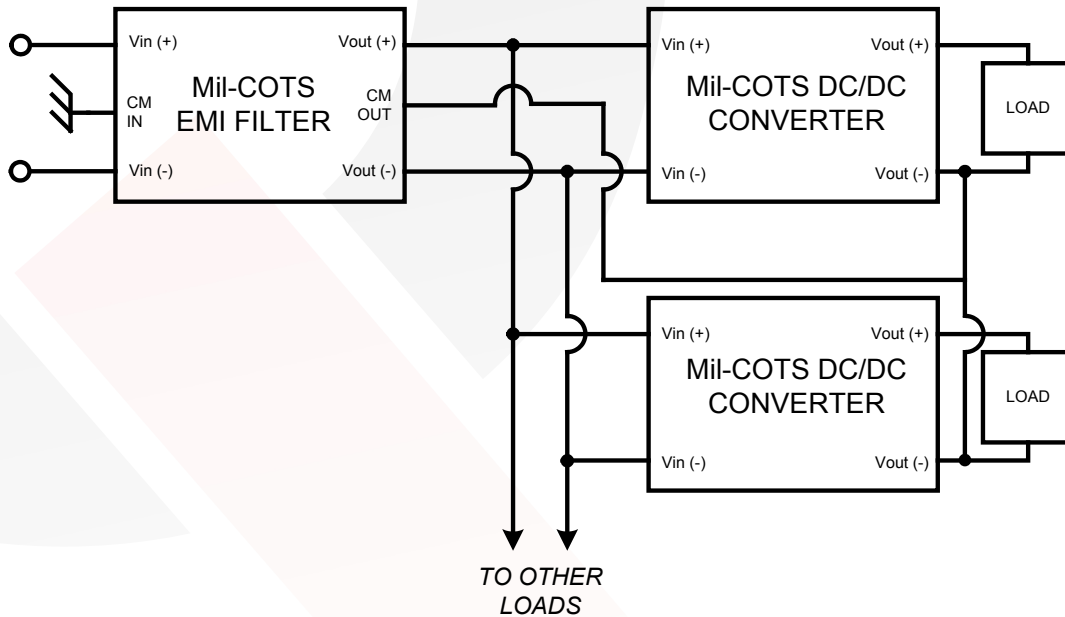 Vin (+)
CM
IN
Vin (-)
Mil-COTS
EMI FILTER
Vout (+)
CM
OUT
Vout (-)
Vin (+)
Vin (-)
Mil-COTS DC/DC
CONVERTER
Vout (+)
Vout (-)
LOAD
Vin (+)
Vin (-)
Mil-COTS DC/DC
CONVERTER
Vout (+)
Vout (-)
LOAD
TO OTHER
LOADS